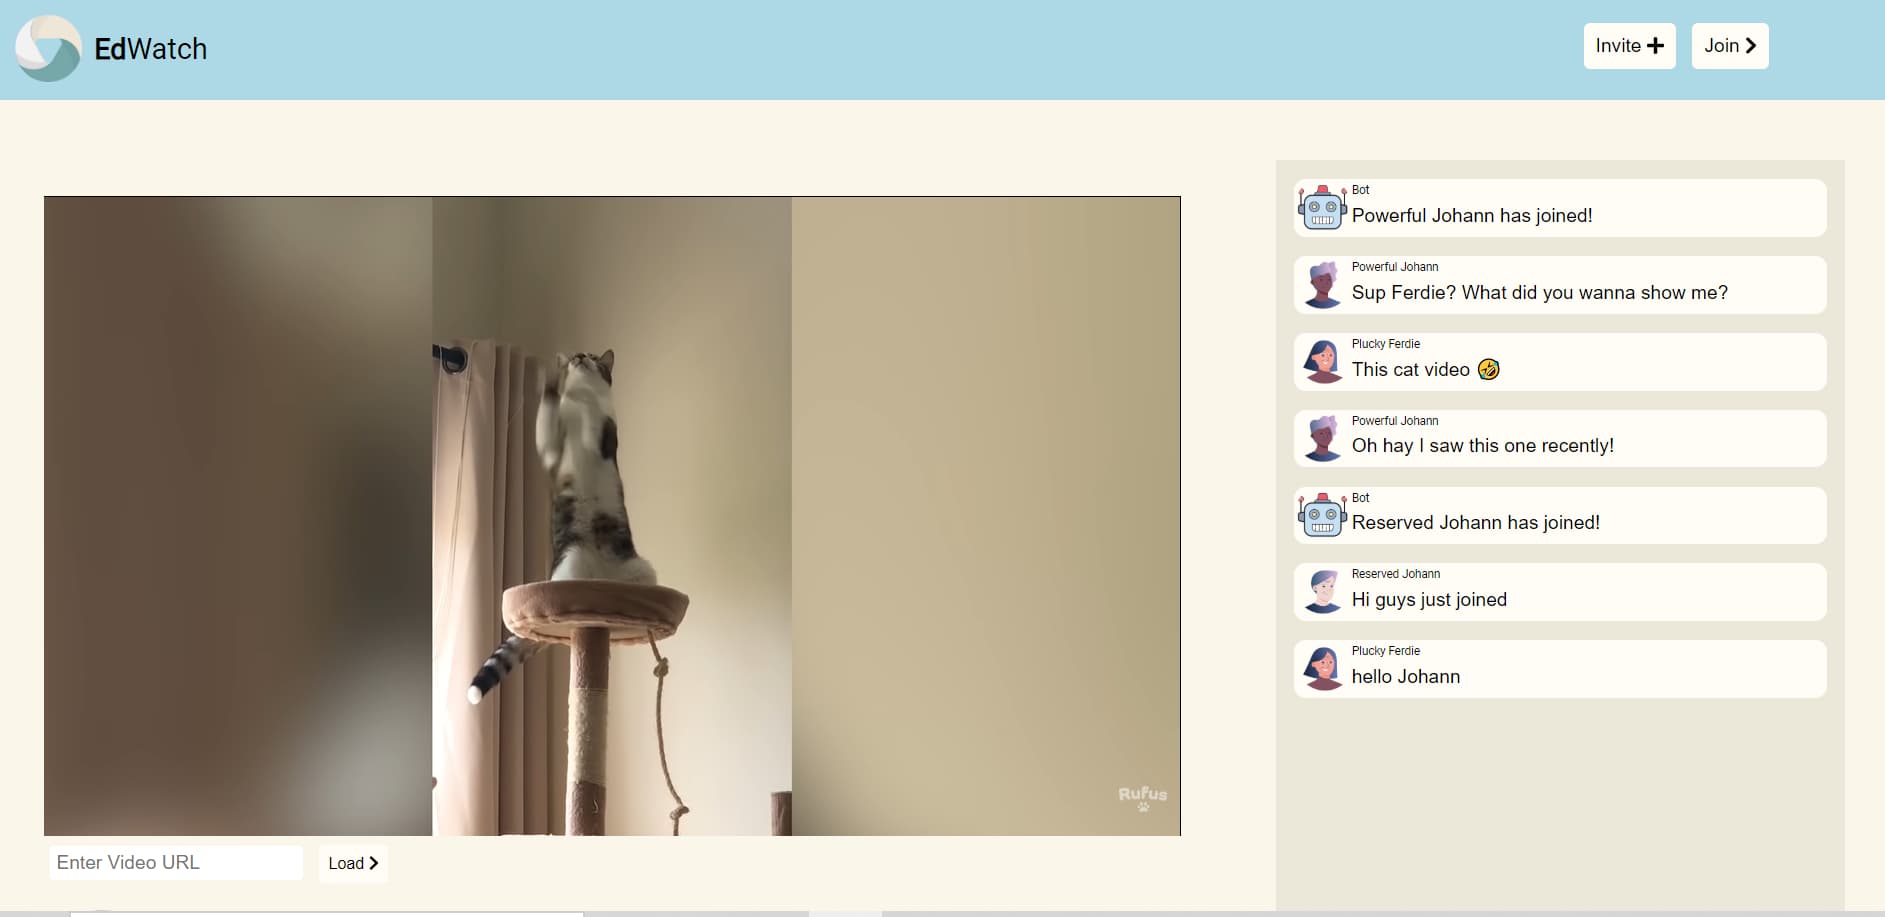 EdWatch
Invite
Join
Rufus
Enter Video URL
Load
Bot
Powerful Johann has joined!
Powerful Johann
Sup Ferdie? What did you wanna show me?
Plucky Ferdie
This cat video 🤣
Powerful Johann
Oh hay I saw this one recently!
Bot
Reserved Johann has joined!
Reserved Johann
Hi guys just joined
Plucky Ferdie
hello Johann